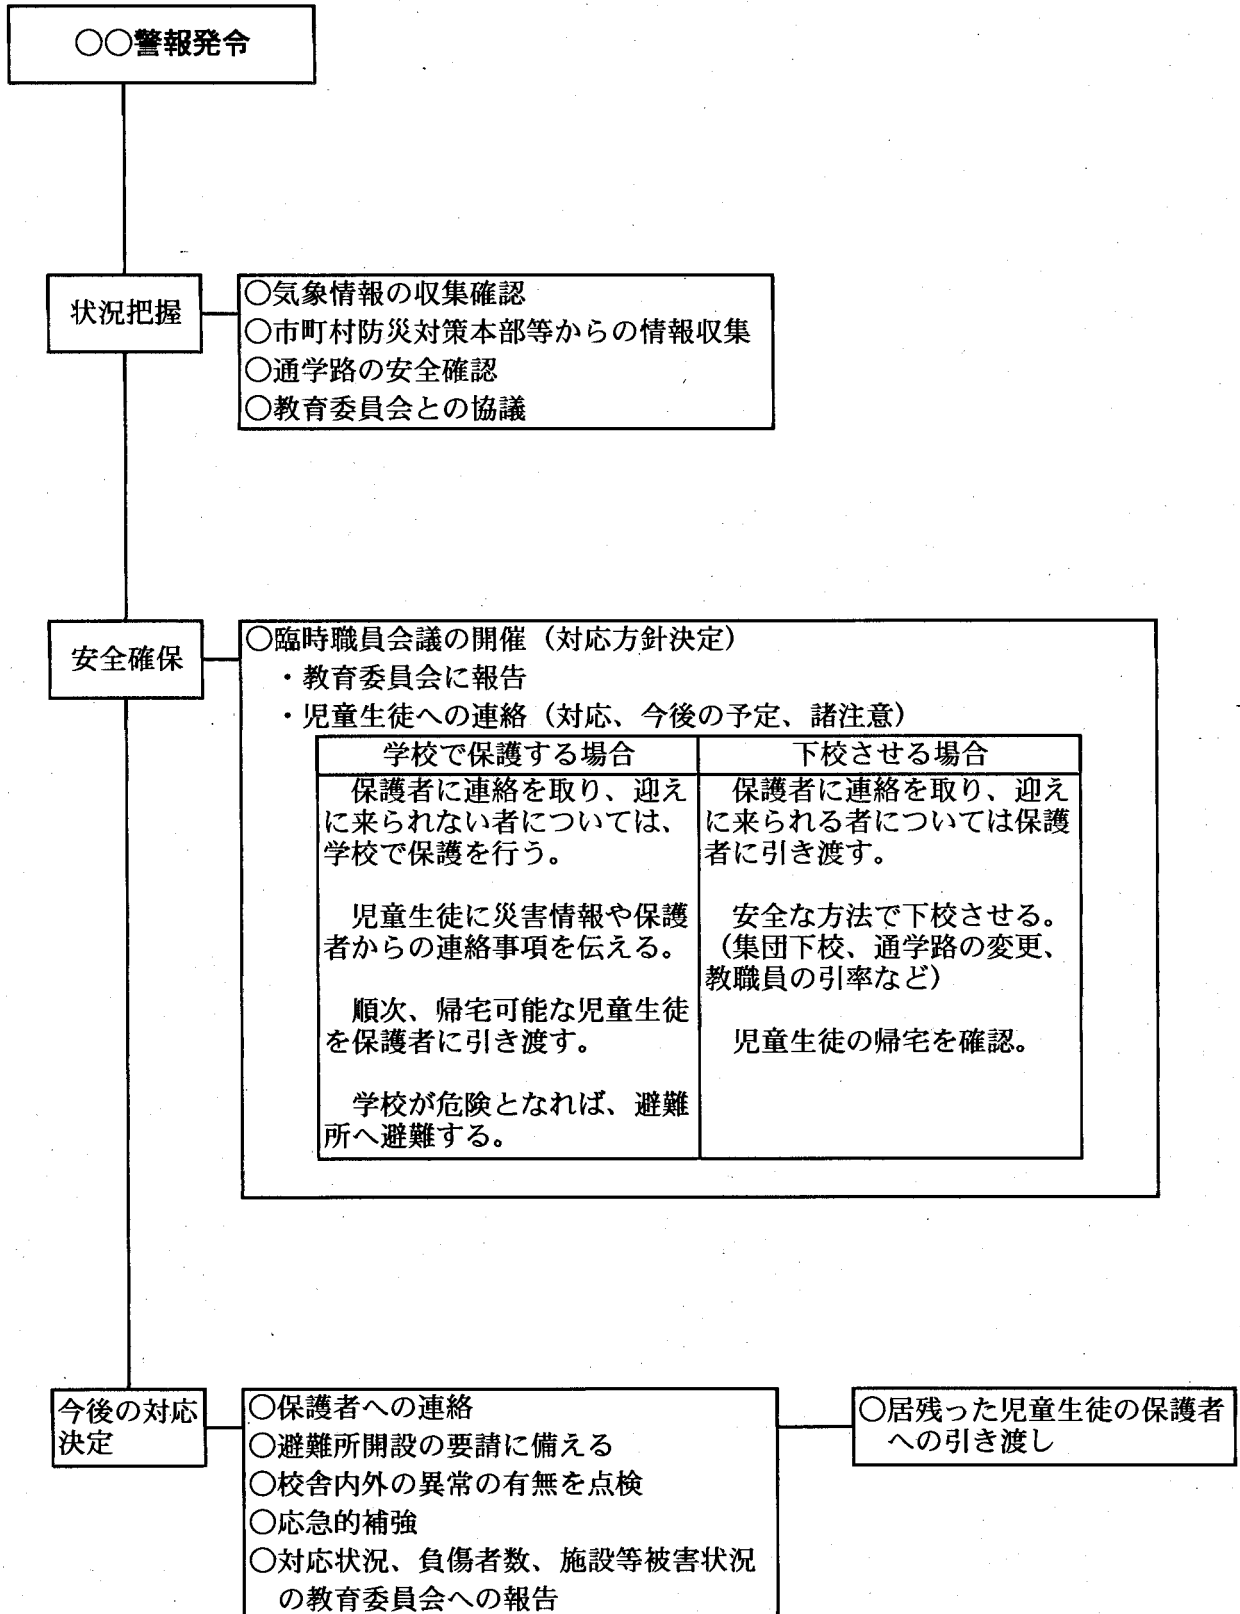 ○○警報発令
状況把握
○気象情報の収集確認
○市町村防災対策本部等からの情報収集
○通学路の安全確認
○教育委員会との協議
安全確保
○臨時職員会議の開催（対応方針決定）
・教育委員会に報告
・児童生徒への連絡（対応、今後の予定、諸注意）
学校で保護する場合
保護者に連絡を取り、迎え
に来られない者については、
学校で保護を行う。
児童生徒に災害情報や保護
者からの連絡事項を伝える。
順次、帰宅可能な児童生徒
を保護者に引き渡す。
学校が危険となれば、避難
所へ避難する。
下校させる場合
保護者に連絡を取り、迎え
に来られる者については保護
者に引き渡す。
安全な方法で下校させる。
（集団下校、通学路の変更、
教職員の引率など）
児童生徒の帰宅を確認。
今後の対応
決定
○保護者への連絡
○避難所開設の要請に備える
○校舎内外の異常の有無を点検
○応急的補強
○対応状況、負傷者数、施設等被害状況
の教育委員会への報告
○居残った児童生徒の保護者
への引き渡し